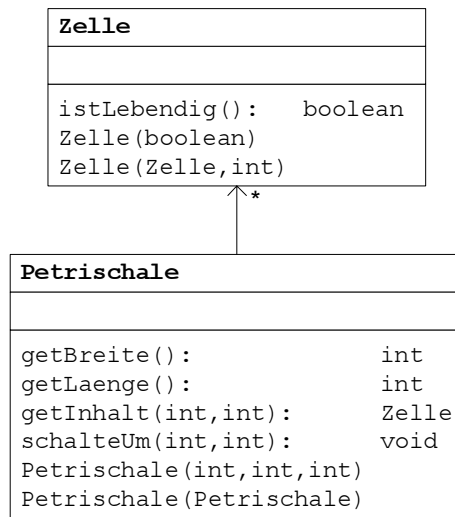 Zelle
istLebendig(): boolean
Zelle(boolean)
Zelle(Zelle,int)
*
Petrischale
getBreite(): int
getLaenge(): int
getInhalt(int,int): Zelle
schalteUm(int,int): void
Petrischale(int,int,int)
Petrischale(Petrischale)